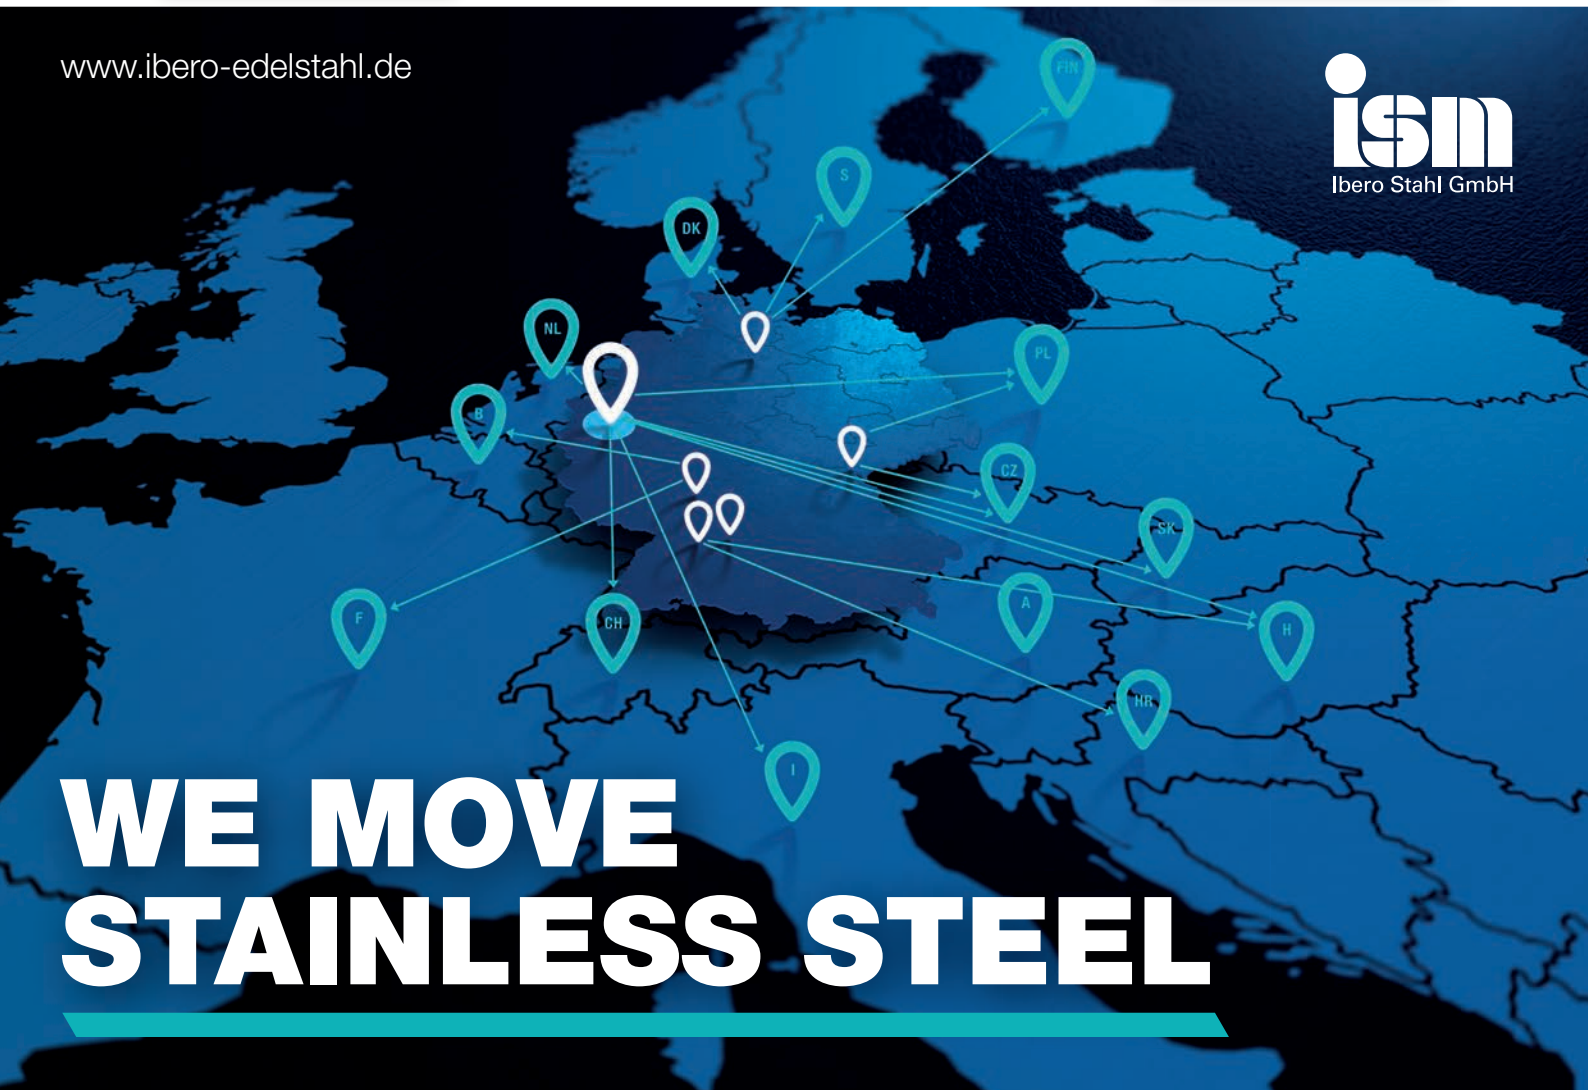 www.ibero-edelstahl.de
ism
Ibero Stahl GmbH
FIN
S
DK
NL
PL
B
CZ
SK
A
F
CH
H
HR
I
WE MOVE
STAINLESS STEEL